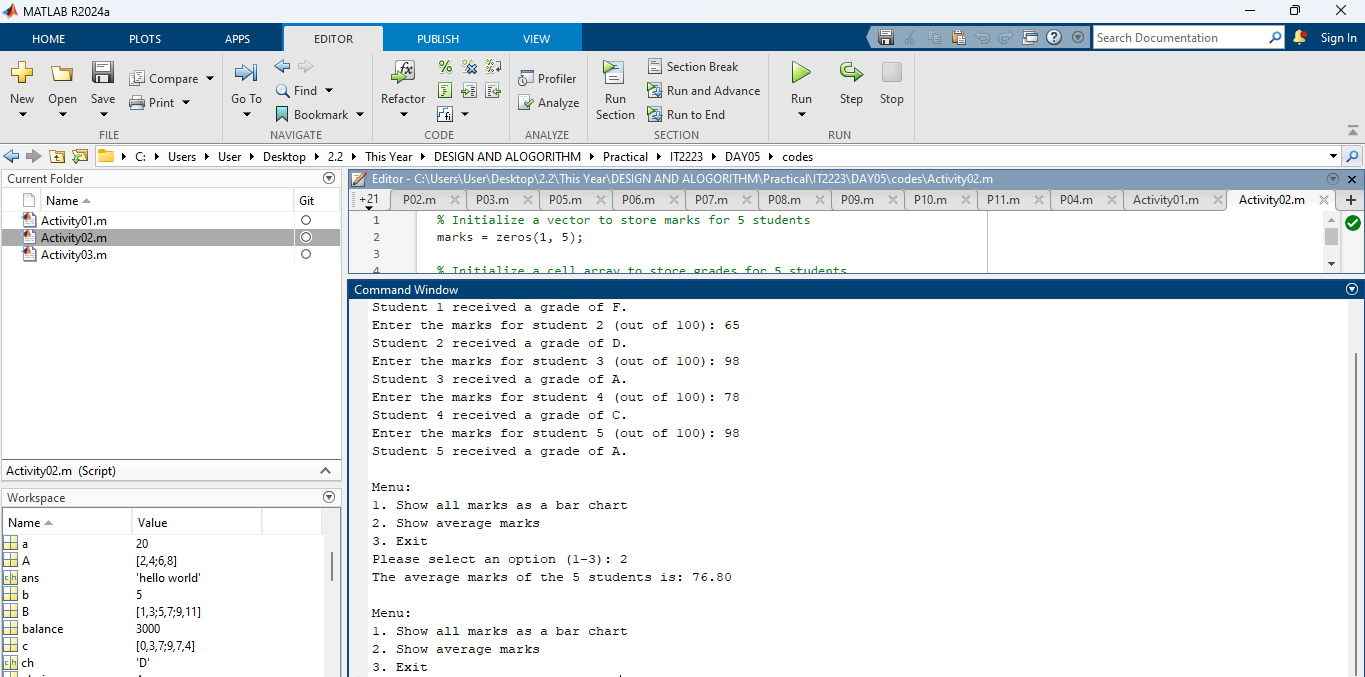 MATLAB R2024a
HOME PLOTS APPS EDITOR PUBLISH VIEW
Search Documentation
Sign In
New Open Save Compare Print
FILE
Go To Find Bookmark
NAVIGATE
Refactor
CODE
Profiler Analyze
ANALYZE
Run Section Section Break Run and Advance Run to End
SECTION
Run Step Stop
RUN
C: Users User Desktop 2.2 This Year DESIGN AND ALOGORITHM Practical IT2223 DAY05 codes
Current Folder
Name Git
Activity01.m
Activity02.m
Activity03.m
Activity02.m (Script)
Workspace
Name Value
a 20
A [2,4;6,8]
ans 'hello world'
b 5
B [1,3;5,7;9,11]
balance 3000
c [0,3,7;9,7,4]
ch 'D'
Editor - C:\Users\User\Desktop\2.2\This Year\DESIGN AND ALOGORITHM\Practical\IT2223\DAY05\codes\Activity02.m
+21 P02.m P03.m P05.m P06.m P07.m P08.m P09.m P10.m P11.m P04.m Activity01.m Activity02.m
1 % Initialize a vector to store marks for 5 students
2 marks = zeros(1, 5);
3
4 % Initialize a cell array to store grades for 5 students
Command Window
Student 1 received a grade of F.
Enter the marks for student 2 (out of 100): 65
Student 2 received a grade of D.
Enter the marks for student 3 (out of 100): 98
Student 3 received a grade of A.
Enter the marks for student 4 (out of 100): 78
Student 4 received a grade of C.
Enter the marks for student 5 (out of 100): 98
Student 5 received a grade of A.
Menu:
1. Show all marks as a bar chart
2. Show average marks
3. Exit
Please select an option (1-3): 2
The average marks of the 5 students is: 76.80
Menu:
1. Show all marks as a bar chart
2. Show average marks
3. Exit